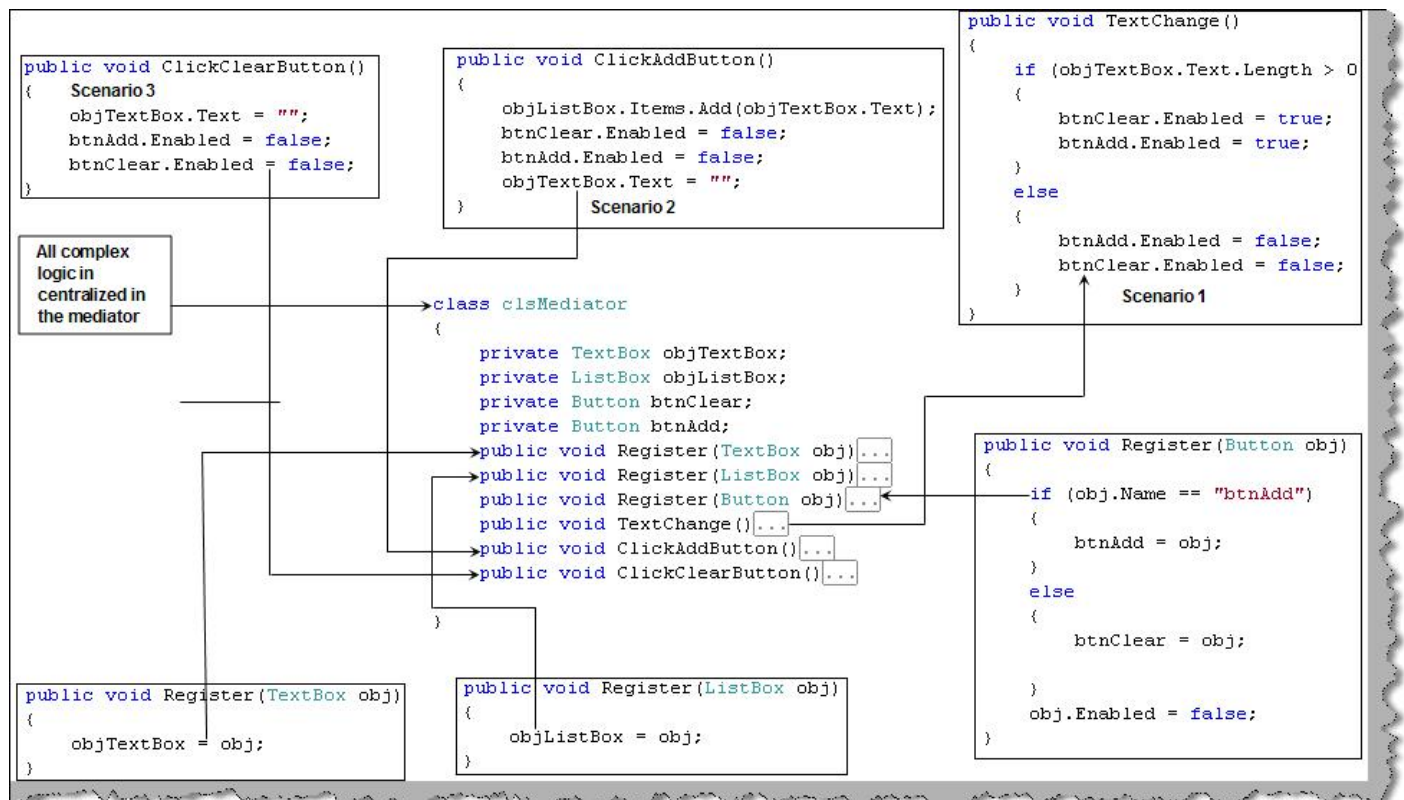 public void ClickClearButton()
{ Scenario 3
objTextBox.Text = "";
btnAdd.Enabled = false;
btnClear.Enabled = false;
}
public void ClickAddButton()
{
objListBox.Items.Add(objTextBox.Text);
btnClear.Enabled = false;
btnAdd.Enabled = false;
objTextBox.Text = "";
} Scenario 2
public void TextChange()
{
if (objTextBox.Text.Length > 0
{
btnClear.Enabled = true;
btnAdd.Enabled = true;
}
else
{
btnAdd.Enabled = false;
btnClear.Enabled = false;
} Scenario 1
}
All complex
logic in
centralized in
the mediator
class clsMediator
{
private TextBox objTextBox;
private ListBox objListBox;
private Button btnClear;
private Button btnAdd;
public void Register(TextBox obj)...
public void Register(ListBox obj)...
public void Register(Button obj)...
public void TextChange()...
public void ClickAddButton()...
public void ClickClearButton()...
}
public void Register(Button obj)
{
if (obj.Name == "btnAdd")
{
btnAdd = obj;
}
else
{
btnClear = obj;
}
obj.Enabled = false;
}
public void Register(TextBox obj)
{
objTextBox = obj;
}
public void Register(ListBox obj)
{
objListBox = obj;
}